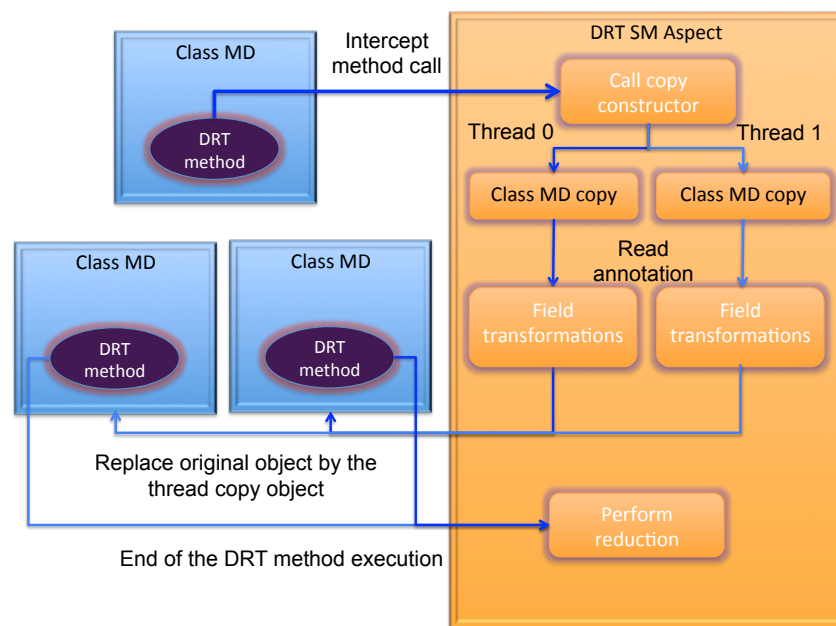 Class MD
DRT
method
Intercept
method call
DRT SM Aspect
Call copy
constructor
Thread 0
Thread 1
Class MD copy
Class MD copy
Read
annotation
Field
transformations
Field
transformations
Class MD
DRT
method
Class MD
DRT
method
Replace original object by the
thread copy object
Perform
reduction
End of the DRT method execution